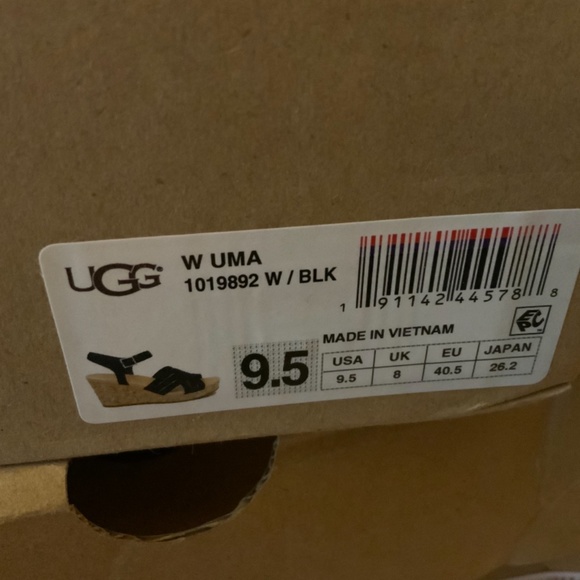 UGG®
W UMA
1019892 W / BLK
1 91142 44578 8
MADE IN VIETNAM
9.5
USA UK EU JAPAN
9.5 8 40.5 26.2